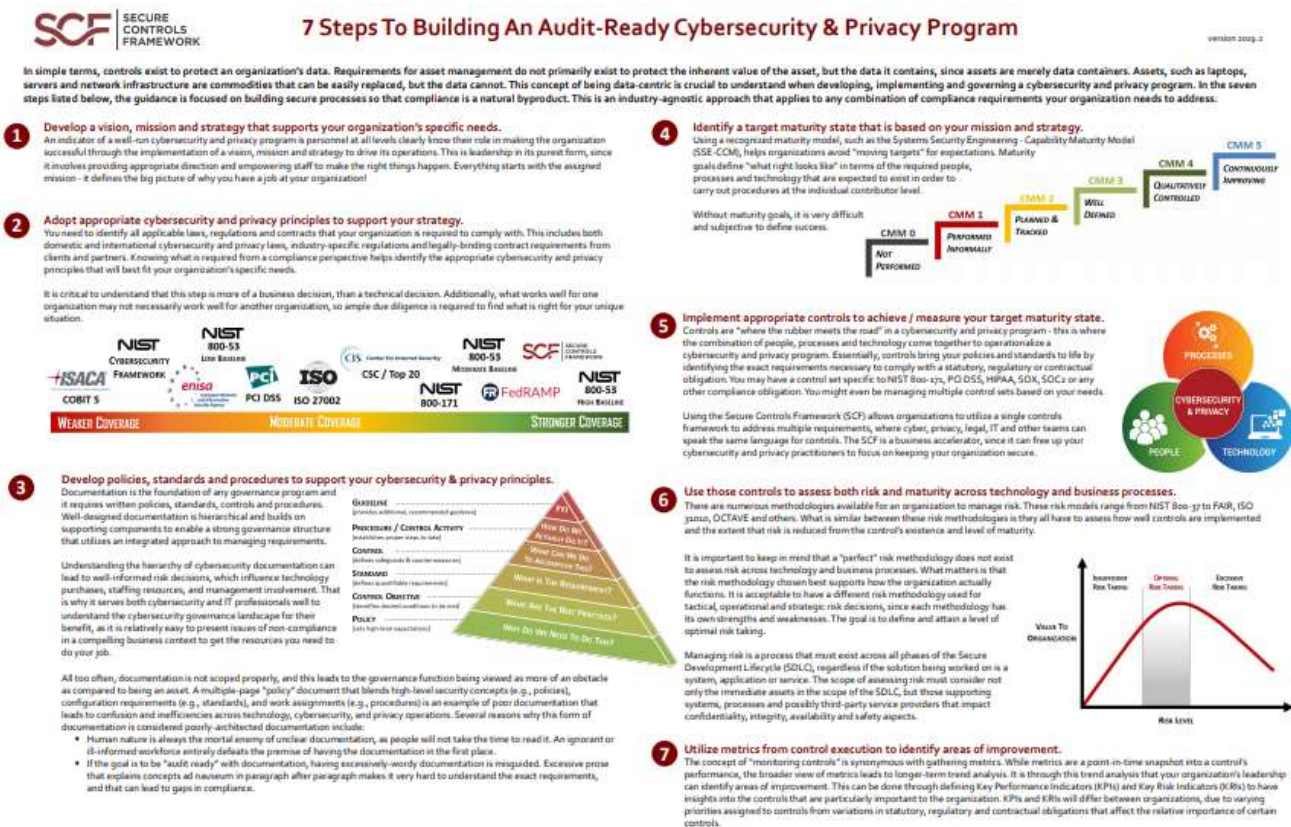 SCF SECURE
CONTROLS
FRAMEWORK
7 Steps To Building An Audit-Ready Cybersecurity & Privacy Program
version 2019.2
In simple terms, controls exist to protect an organization's data. Requirements for asset management do not primarily exist to protect the inherent value of the asset, but the data it contains, since assets are merely data containers. Assets, such as laptops,
servers and network infrastructure are commodities that can be easily replaced, but the data cannot. This concept of being data-centric is crucial to understand when developing, implementing and governing a cybersecurity and privacy program. In the seven
steps listed below, the guidance is focused on building secure processes so that compliance is a natural byproduct. This is an industry-agnostic approach that applies to any combination of compliance requirements your organization needs to address.
1
Develop a vision, mission and strategy that supports your organization's specific needs.
An indicator of a well-run cybersecurity and privacy program is personnel at all levels clearly know their role in making the organization
successful through the implementation of a vision, mission and strategy to drive its operations. This is leadership in its purest form, since
it involves providing appropriate direction and empowering staff to make the right things happen. Everything starts with the assigned
mission - it defines the big picture of why you have a job at your organization!
2
Adopt appropriate cybersecurity and privacy principles to support your strategy.
You need to identify all applicable laws, regulations and contracts that your organization is required to comply with. This includes both
domestic and international cybersecurity and privacy laws, industry-specific regulations and legally-binding contract requirements from
clients and partners. Knowing what is required from a compliance perspective helps identify the appropriate cybersecurity and privacy
principles that will best fit your organization's specific needs.
It is critical to understand that this step is more of a business decision, than a technical decision. Additionally, what works well for one
organization may not necessarily work well for another organization, so ample due diligence is required to find what is right for your unique
situation.
ISACA
COBIT 5
NIST
CYBERSECURITY
FRAMEWORK
NIST
800-53
LOW BASELINE
enisa
PCI
PCI DSS
ISO
ISO 27002
CIS Center for Internet Security
CSC / Top 20
NIST
800-171
NIST
800-53
MODERATE BASELINE
FedRAMP
SCF SECURE CONTROLS FRAMEWORK
NIST
800-53
HIGH BASELINE
WEAKER COVERAGE
MODERATE COVERAGE
STRONGER COVERAGE
3
Develop policies, standards and procedures to support your cybersecurity & privacy principles.
Documentation is the foundation of any governance program and
it requires written policies, standards, controls and procedures.
Well-designed documentation is hierarchical and builds on
supporting components to enable a strong governance structure
that utilizes an integrated approach to managing requirements.
Understanding the hierarchy of cybersecurity documentation can
lead to well-informed risk decisions, which influence technology
purchases, staffing resources, and management involvement. That
is why it serves both cybersecurity and IT professionals well to
understand the cybersecurity governance landscape for their
benefit, as it is relatively easy to present issues of non-compliance
in a compelling business context to get the resources you need to
do your job.
GUIDELINE
[provides additional, recommended guidance]
PROCEDURE / CONTROL ACTIVITY
[establishes proper steps to take]
CONTROL
[defines safeguards & countermeasures]
STANDARD
[defines quantifiable requirements]
CONTROL OBJECTIVE
[identifies desired conditions to be met]
POLICY
[sets high-level expectations]
FYI
HOW DO WE
ACTUALLY DO IT?
WHAT CAN WE DO
TO ACCOMPLISH THIS?
WHAT IS THE REQUIREMENT?
WHAT ARE THE BEST PRACTICES?
WHY DO WE NEED TO DO THIS?
All too often, documentation is not scoped properly, and this leads to the governance function being viewed as more of an obstacle
as compared to being an asset. A multiple-page "policy" document that blends high-level security concepts (e.g., policies),
configuration requirements (e.g., standards), and work assignments (e.g., procedures) is an example of poor documentation that
leads to confusion and inefficiencies across technology, cybersecurity, and privacy operations. Several reasons why this form of
documentation is considered poorly-architected documentation include:
• Human nature is always the mortal enemy of unclear documentation, as people will not take the time to read it. An ignorant or
ill-informed workforce entirely defeats the premise of having the documentation in the first place.
• If the goal is to be "audit ready" with documentation, having excessively-wordy documentation is misguided. Excessive prose
that explains concepts ad nauseum in paragraph after paragraph makes it very hard to understand the exact requirements,
and that can lead to gaps in compliance.
4
Identify a target maturity state that is based on your mission and strategy.
Using a recognized maturity model, such as the Systems Security Engineering - Capability Maturity Model
(SSE-CCM), helps organizations avoid "moving targets" for expectations. Maturity
goals define "what right looks like" in terms of the required people,
processes and technology that are expected to exist in order to
carry out procedures at the individual contributor level.
Without maturity goals, it is very difficult
and subjective to define success.
CMM 0
NOT
PERFORMED
CMM 1
PERFORMED
INFORMALLY
CMM 2
PLANNED &
TRACKED
CMM 3
WELL
DEFINED
CMM 4
QUALITATIVELY
CONTROLLED
CMM 5
CONTINUOUSLY
IMPROVING
5
Implement appropriate controls to achieve / measure your target maturity state.
Controls are "where the rubber meets the road" in a cybersecurity and privacy program - this is where
the combination of people, processes and technology come together to operationalize a
cybersecurity and privacy program. Essentially, controls bring your policies and standards to life by
identifying the exact requirements necessary to comply with a statutory, regulatory or contractual
obligation. You may have a control set specific to NIST 800-171, PCI DSS, HIPAA, SOX, SOC2 or any
other compliance obligation. You might even be managing multiple control sets based on your needs.
Using the Secure Controls Framework (SCF) allows organizations to utilize a single controls
framework to address multiple requirements, where cyber, privacy, legal, IT and other teams can
speak the same language for controls. The SCF is a business accelerator, since it can free up your
cybersecurity and privacy practitioners to focus on keeping your organization secure.
PROCESSES
CYBERSECURITY
& PRIVACY
PEOPLE
TECHNOLOGY
6
Use those controls to assess both risk and maturity across technology and business processes.
There are numerous methodologies available for an organization to manage risk. These risk models range from NIST 800-37 to FAIR, ISO
31010, OCTAVE and others. What is similar between these risk methodologies is they all have to assess how well controls are implemented
and the extent that risk is reduced from the control's existence and level of maturity.
It is important to keep in mind that a "perfect" risk methodology does not exist
to assess risk across technology and business processes. What matters is that
the risk methodology chosen best supports how the organization actually
functions. It is acceptable to have a different risk methodology used for
tactical, operational and strategic risk decisions, since each methodology has
its own strengths and weaknesses. The goal is to define and attain a level of
optimal risk taking.
Managing risk is a process that must exist across all phases of the Secure
Development Lifecycle (SDLC), regardless if the solution being worked on is a
system, application or service. The scope of assessing risk must consider not
only the immediate assets in the scope of the SDLC, but those supporting
systems, processes and possibly third-party service providers that impact
confidentiality, integrity, availability and safety aspects.
INSUFFICIENT
RISK TAKING
OPTIMAL
RISK TAKING
EXCESSIVE
RISK TAKING
VALUE TO
ORGANIZATION
RISK LEVEL
7
Utilize metrics from control execution to identify areas of improvement.
The concept of "monitoring controls" is synonymous with gathering metrics. While metrics are a point-in-time snapshot into a control's
performance, the broader view of metrics leads to longer-term trend analysis. It is through this trend analysis that your organization's leadership
can identify areas of improvement. This can be done through defining Key Performance Indicators (KPIs) and Key Risk Indicators (KRIs) to have
insights into the controls that are particularly important to the organization. KPIs and KRIs will differ between organizations, due to varying
priorities assigned to controls from variations in statutory, regulatory and contractual obligations that affect the relative importance of certain
controls.